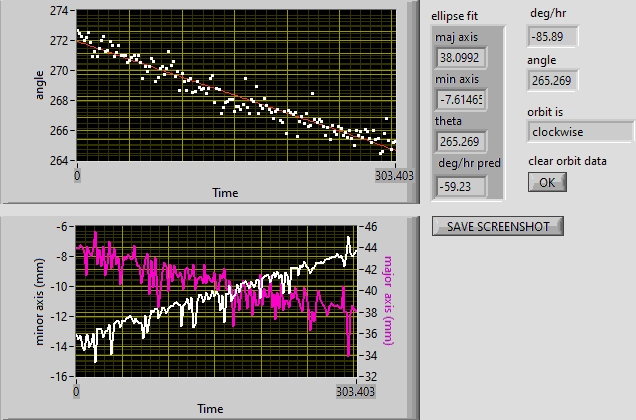 274
272
270
268
266
264
angle
0
303.403
Time
ellipse fit
maj axis
38.0992
min axis
-7.61465
theta
265.269
deg/hr pred
-59.23
deg/hr
-85.89
angle
265.269
orbit is
clockwise
clear orbit data
OK
SAVE SCREENSHOT
-6
-8
-10
-12
-14
-16
minor axis (mm)
46
44
42
40
38
36
34
32
major axis (mm)
0
303.403
Time